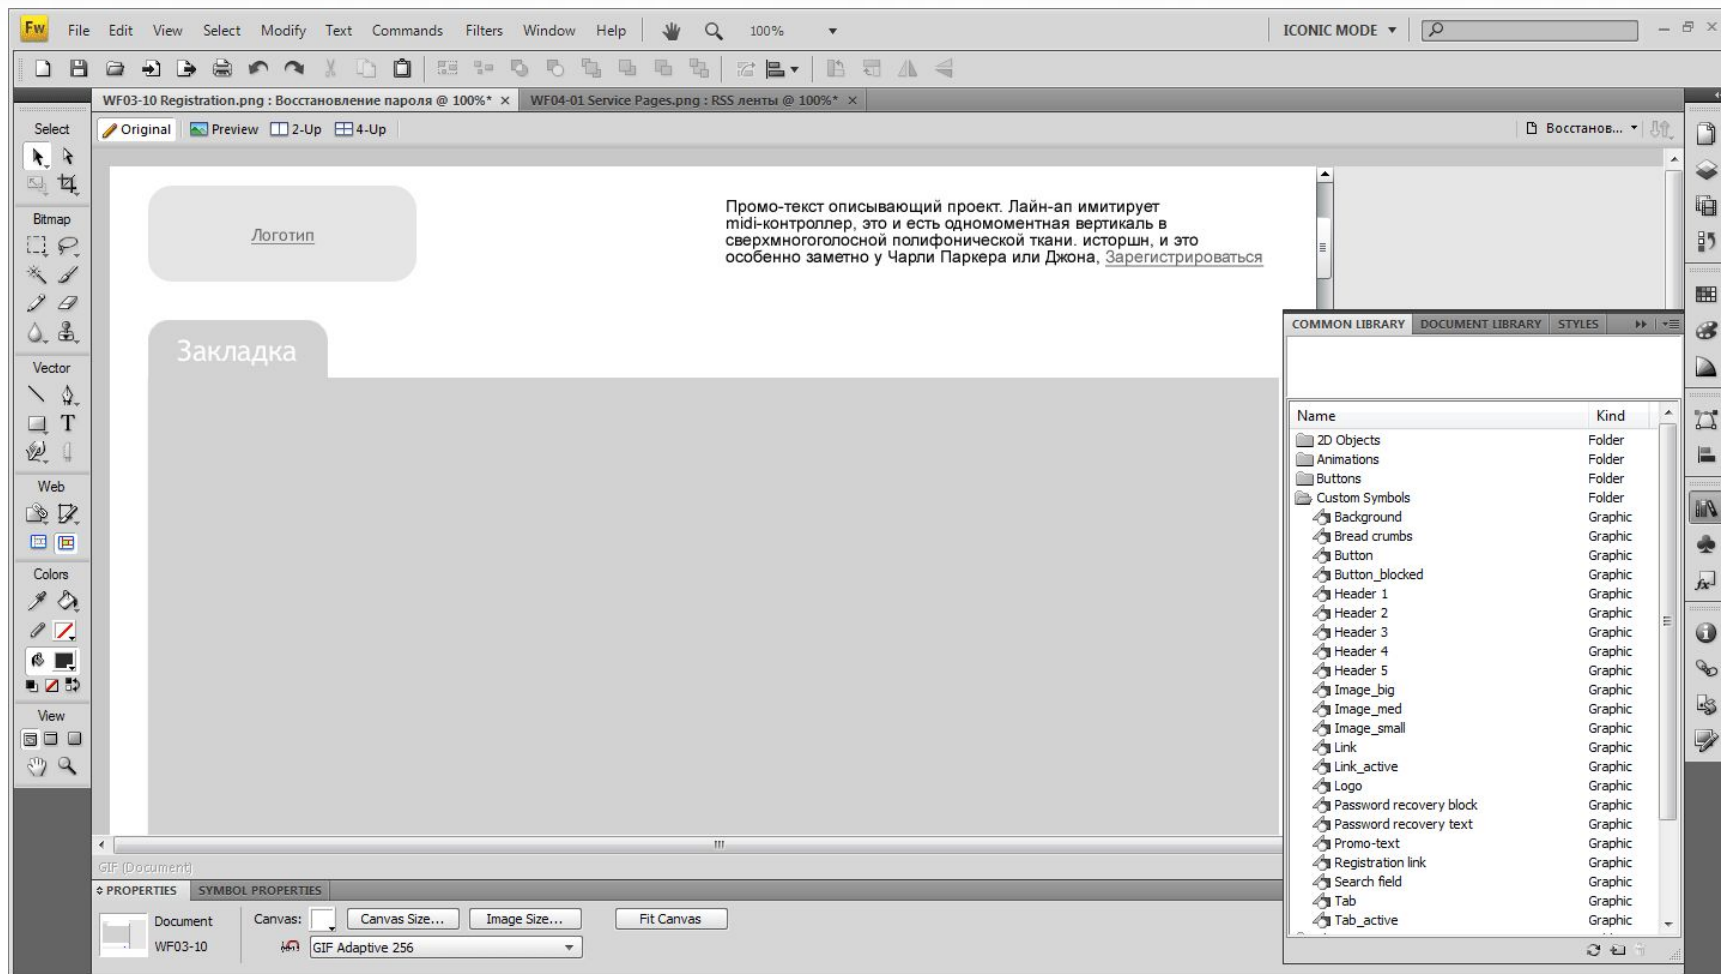 Fw File Edit View Select Modify Text Commands Filters Window Help 100% ICONIC MODE
WF03-10 Registration.png : Восстановление пароля @ 100%* × WF04-01 Service Pages.png : RSS ленты @ 100%* ×
Original Preview 2-Up 4-Up Восстанов...
Select
Bitmap
Vector
Web
Colors
View
Логотип
Промо-текст описывающий проект. Лайн-ап имитирует
midi-контроллер, это и есть одномоментная вертикаль в
сверхмногоголосной полифонической ткани. исторшн, и это
особенно заметно у Чарли Паркера или Джона, Зарегистрироваться
Закладка
COMMON LIBRARY DOCUMENT LIBRARY STYLES
Name Kind
2D Objects Folder
Animations Folder
Buttons Folder
Custom Symbols Folder
Background Graphic
Bread crumbs Graphic
Button Graphic
Button_blocked Graphic
Header 1 Graphic
Header 2 Graphic
Header 3 Graphic
Header 4 Graphic
Header 5 Graphic
Image_big Graphic
Image_med Graphic
Image_small Graphic
Link Graphic
Link_active Graphic
Logo Graphic
Password recovery block Graphic
Password recovery text Graphic
Promo-text Graphic
Registration link Graphic
Search field Graphic
Tab Graphic
Tab_active Graphic
GIF (Document)
PROPERTIES SYMBOL PROPERTIES
Document Canvas: Canvas Size... Image Size... Fit Canvas
WF03-10 GIF Adaptive 256